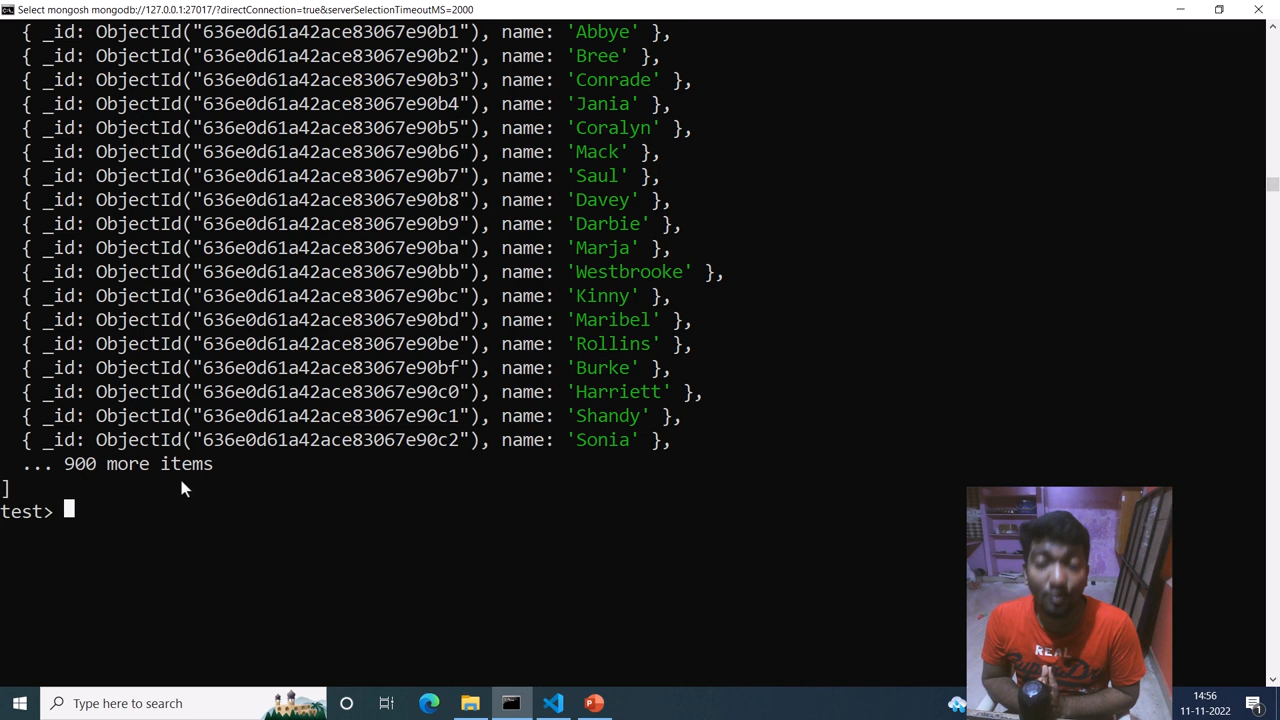 Select mongosh mongodb://127.0.0.1:27017/?directConnection=true&serverSelectionTimeoutMS=2000
{ _id: ObjectId("636e0d61a42ace83067e90b1"), name: 'Abbye' },
{ _id: ObjectId("636e0d61a42ace83067e90b2"), name: 'Bree' },
{ _id: ObjectId("636e0d61a42ace83067e90b3"), name: 'Conrade' },
{ _id: ObjectId("636e0d61a42ace83067e90b4"), name: 'Jania' },
{ _id: ObjectId("636e0d61a42ace83067e90b5"), name: 'Coralyn' },
{ _id: ObjectId("636e0d61a42ace83067e90b6"), name: 'Mack' },
{ _id: ObjectId("636e0d61a42ace83067e90b7"), name: 'Saul' },
{ _id: ObjectId("636e0d61a42ace83067e90b8"), name: 'Davey' },
{ _id: ObjectId("636e0d61a42ace83067e90b9"), name: 'Darbie' },
{ _id: ObjectId("636e0d61a42ace83067e90ba"), name: 'Marja' },
{ _id: ObjectId("636e0d61a42ace83067e90bb"), name: 'Westbrooke' },
{ _id: ObjectId("636e0d61a42ace83067e90bc"), name: 'Kinny' },
{ _id: ObjectId("636e0d61a42ace83067e90bd"), name: 'Maribel' },
{ _id: ObjectId("636e0d61a42ace83067e90be"), name: 'Rollins' },
{ _id: ObjectId("636e0d61a42ace83067e90bf"), name: 'Burke' },
{ _id: ObjectId("636e0d61a42ace83067e90c0"), name: 'Harriett' },
{ _id: ObjectId("636e0d61a42ace83067e90c1"), name: 'Shandy' },
{ _id: ObjectId("636e0d61a42ace83067e90c2"), name: 'Sonia' },
... 900 more items
]
test>
REAL
Type here to search
14:56
11-11-2022
1